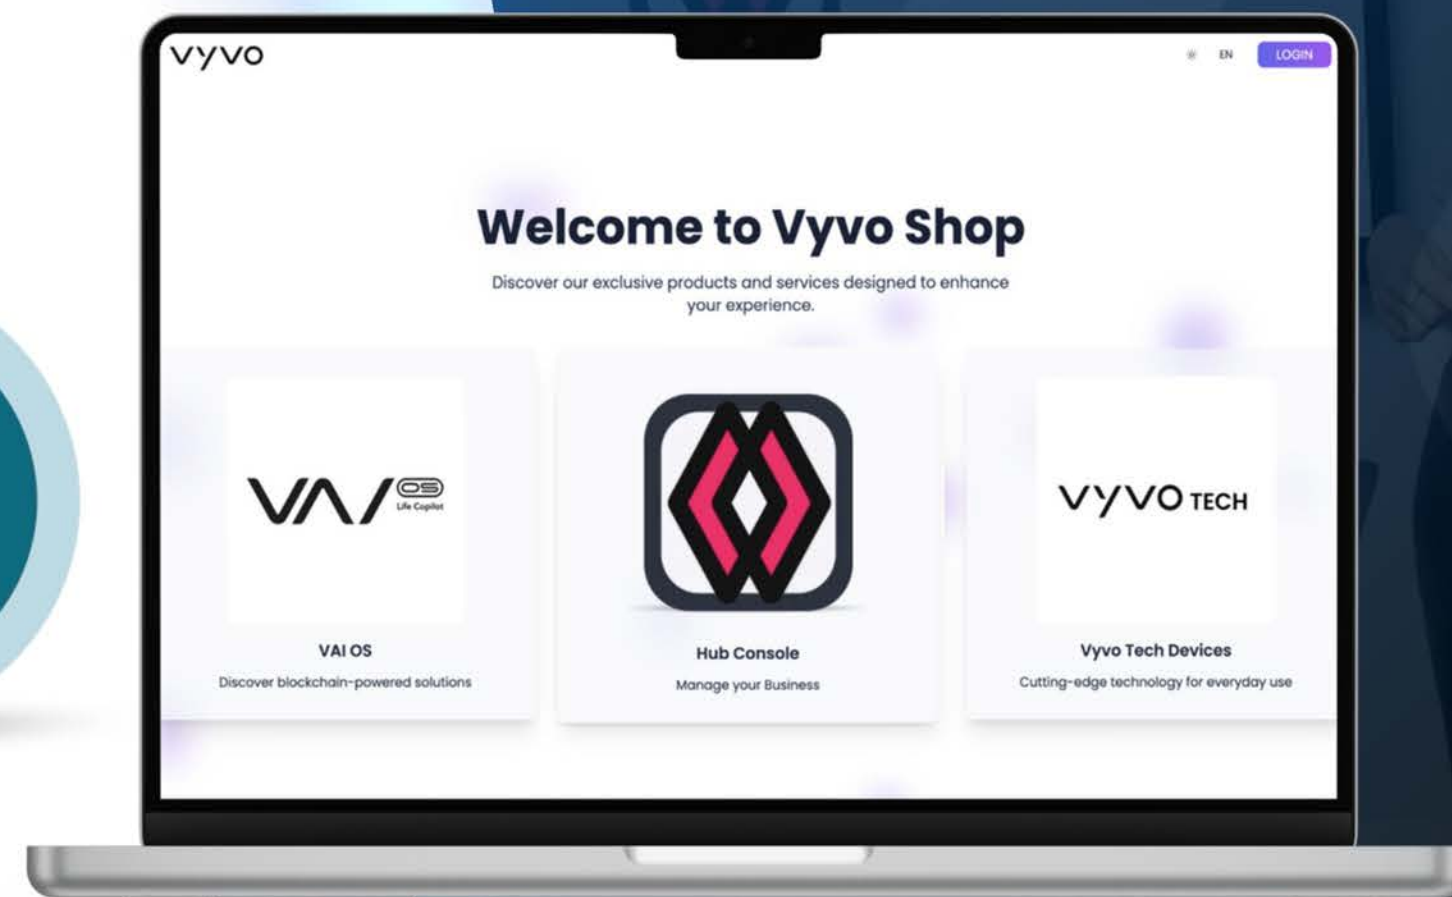 VYVO
EN
LOGIN
Welcome to Vyvo Shop
Discover our exclusive products and services designed to enhance
your experience.
VAI OS
Life Copilot
VYVO TECH
VAI OS
Discover blockchain-powered solutions
Hub Console
Manage your Business
Vyvo Tech Devices
Cutting-edge technology for everyday use